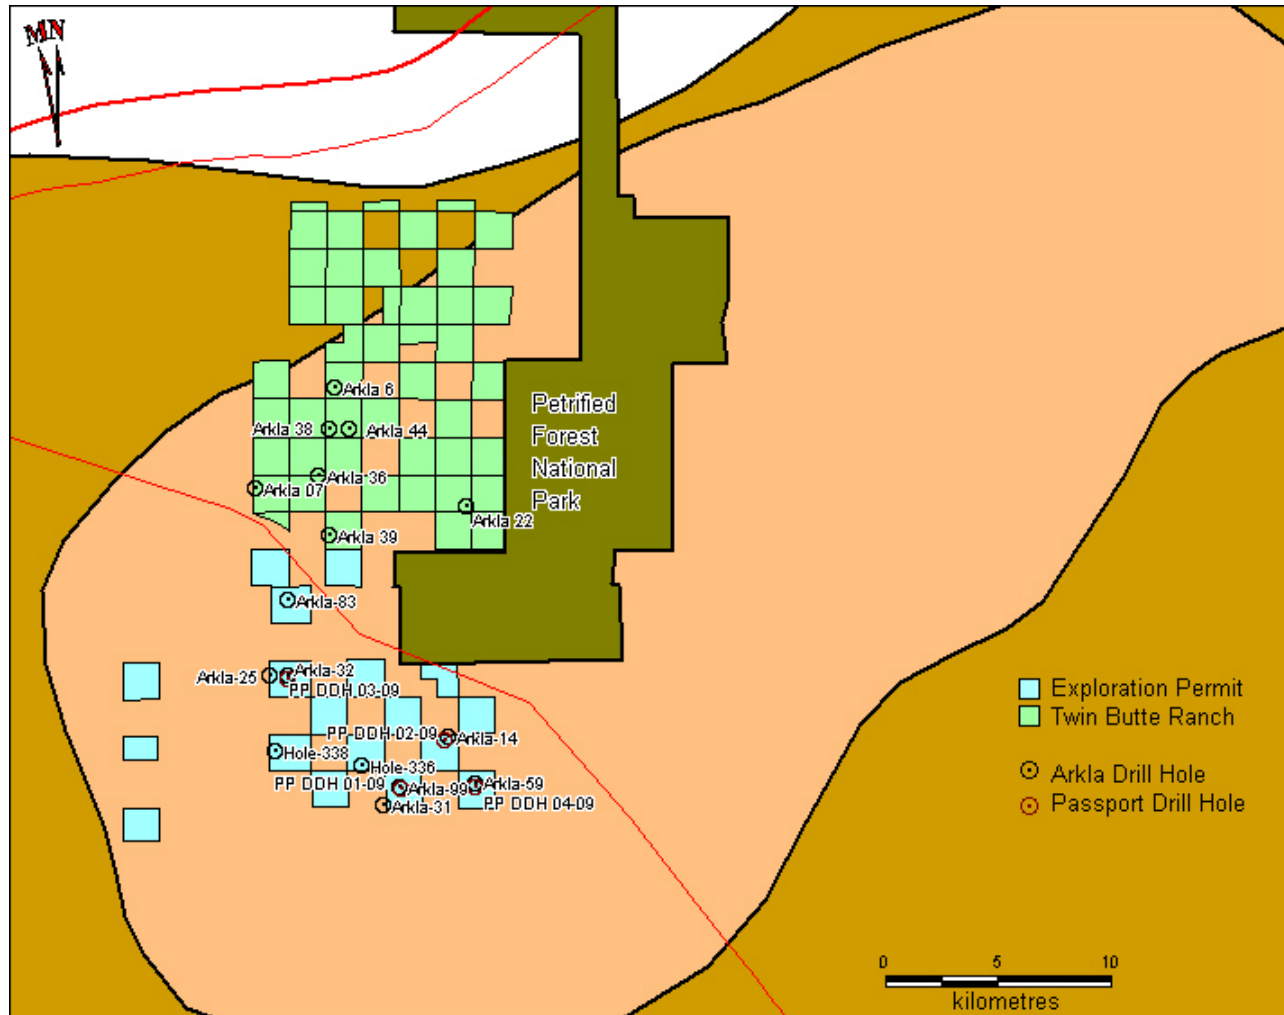 MN
Arkla 6
Arkla 38
Arkla 44
Arkla 36
Arkla 07
Arkla 22
Arkla 39
Petrified
Forest
National
Park
Arkla-83
Arkla-25
Arkla-32
PP DDH 03-09
PP DDH-02-09
Arkla-14
Hole-338
Hole-336
PP DDH 01-09
Arkla-99
Arkla-59
Arkla-31
PP DDH 04-09
Exploration Permit
Twin Butte Ranch
Arkla Drill Hole
Passport Drill Hole
0 5 10
kilometres